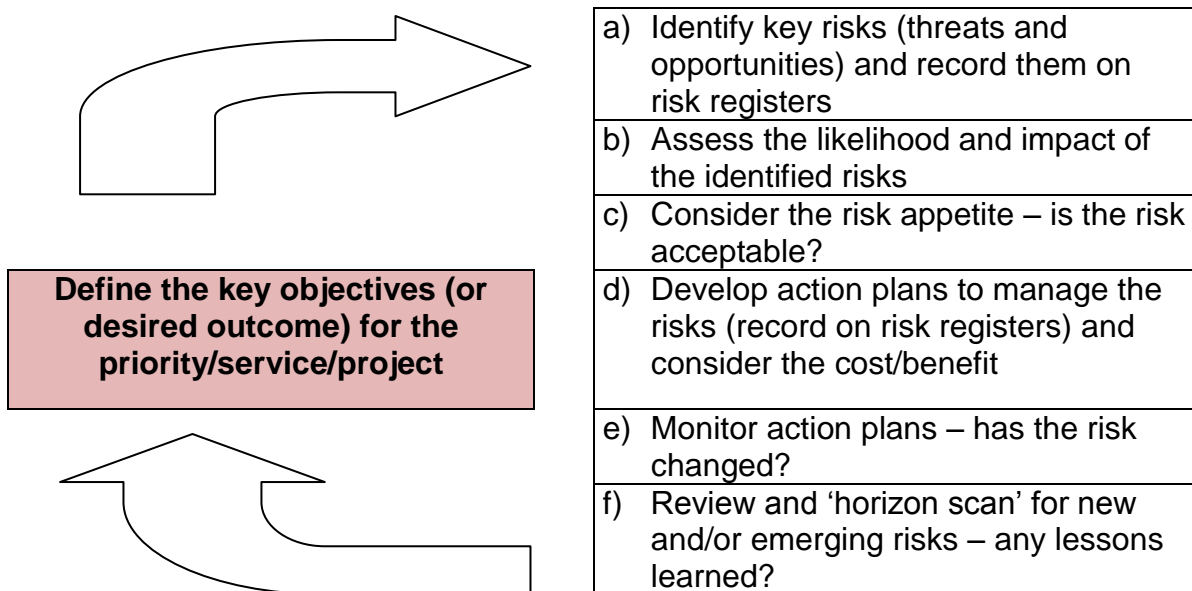 a) Identify key risks (threats and
opportunities) and record them on
risk registers
b) Assess the likelihood and impact of
the identified risks
c) Consider the risk appetite – is the risk
acceptable?
Define the key objectives (or
desired outcome) for the
priority/service/project
d) Develop action plans to manage the
risks (record on risk registers) and
consider the cost/benefit
e) Monitor action plans – has the risk
changed?
f) Review and ‘horizon scan’ for new
and/or emerging risks – any lessons
learned?